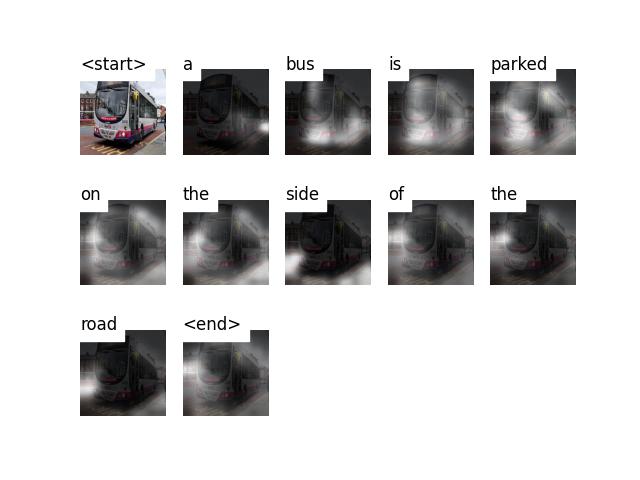 <start> a bus is parked
on the side of the
road <end>